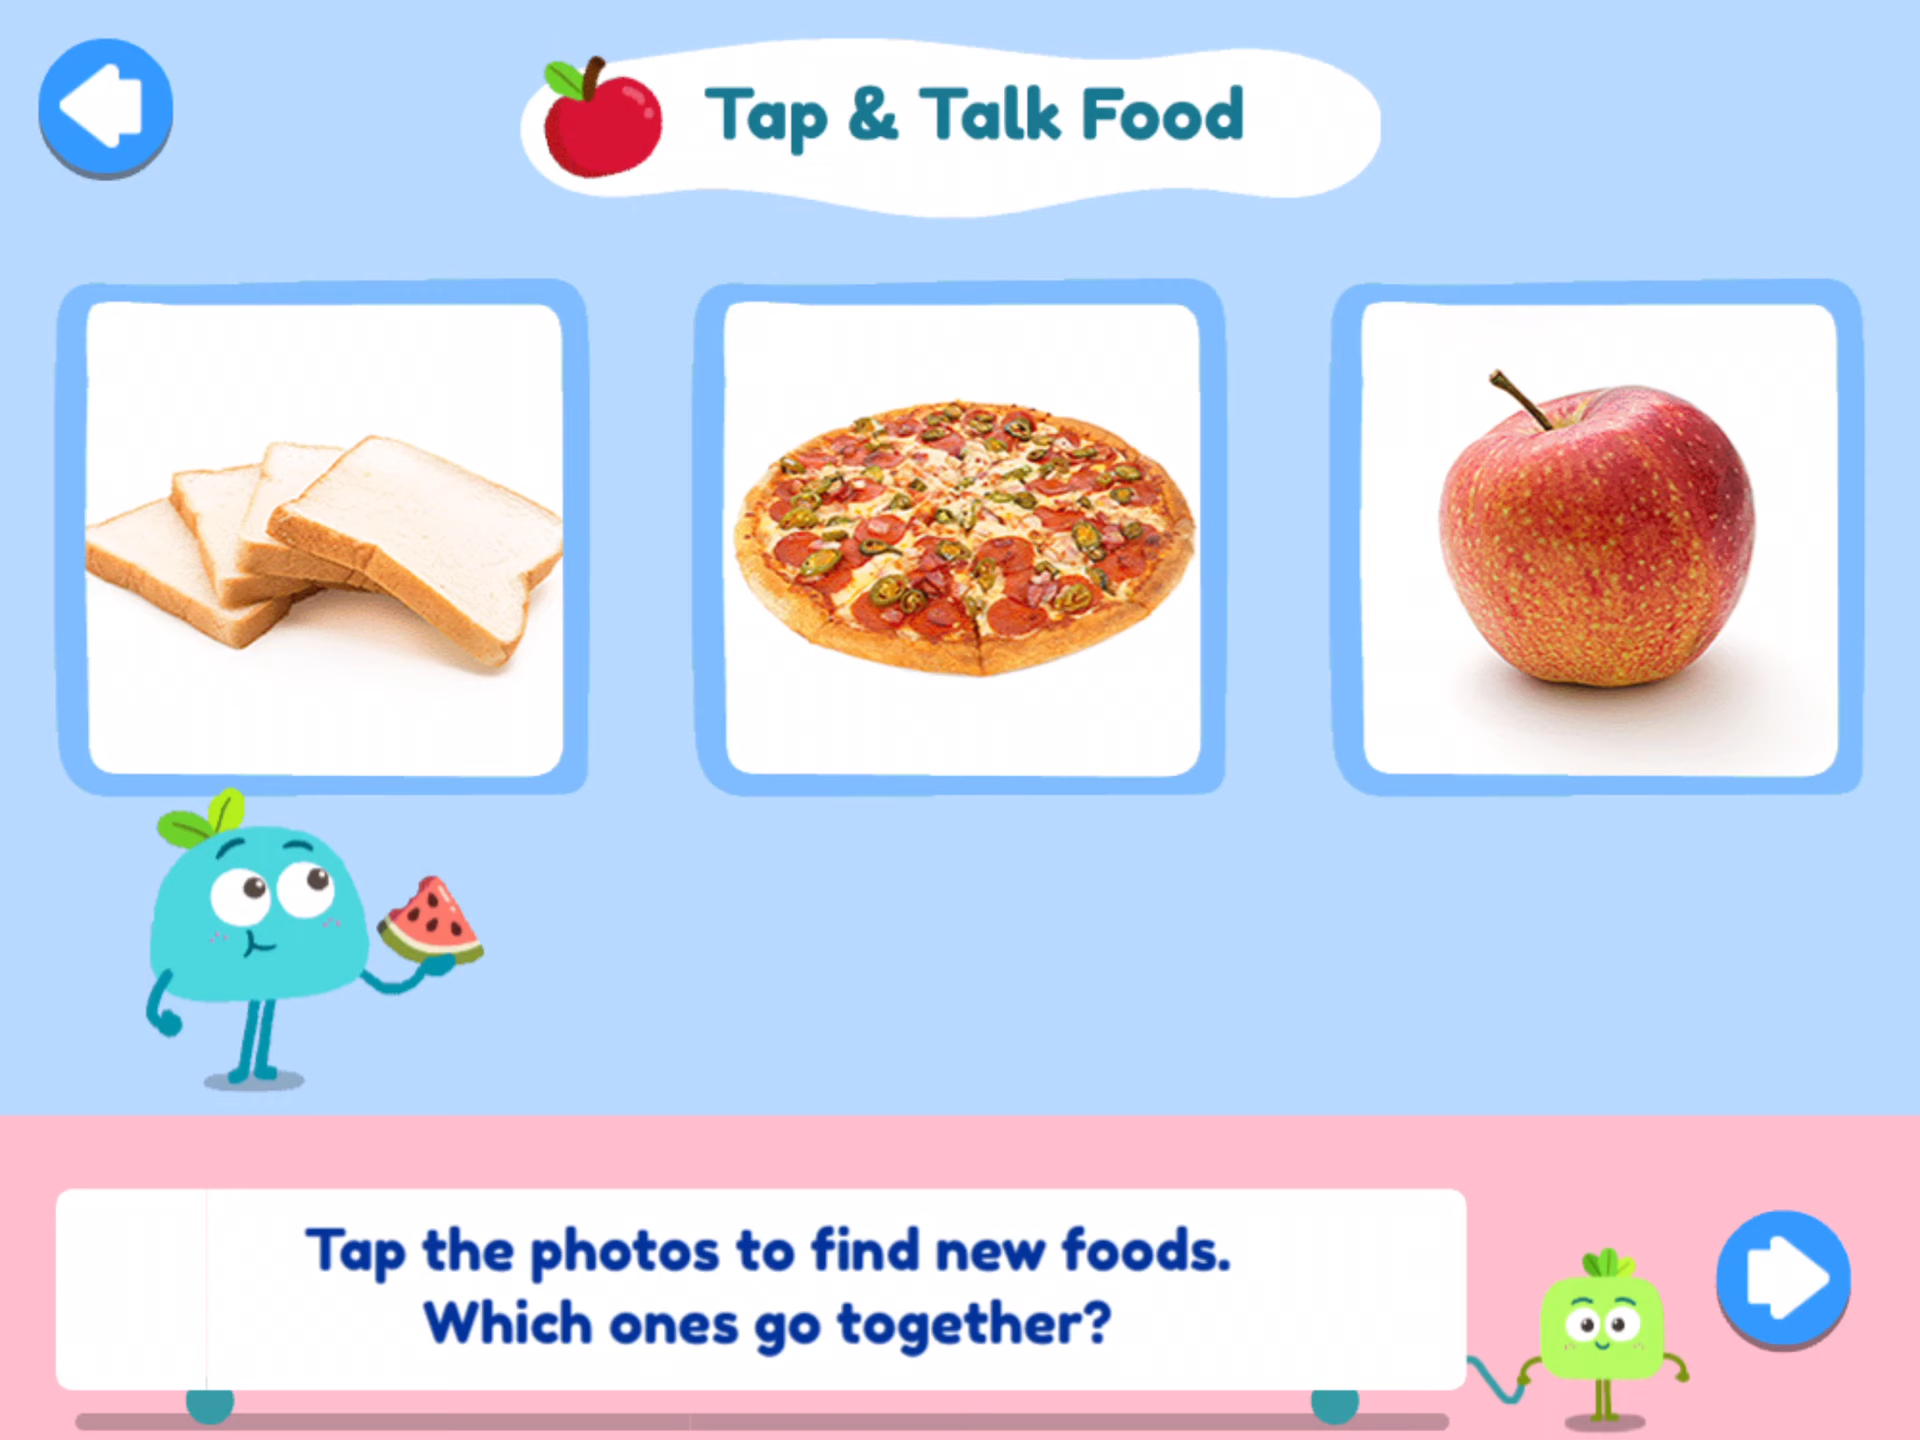 Tap & Talk Food
Tap the photos to find new foods.
Which ones go together?